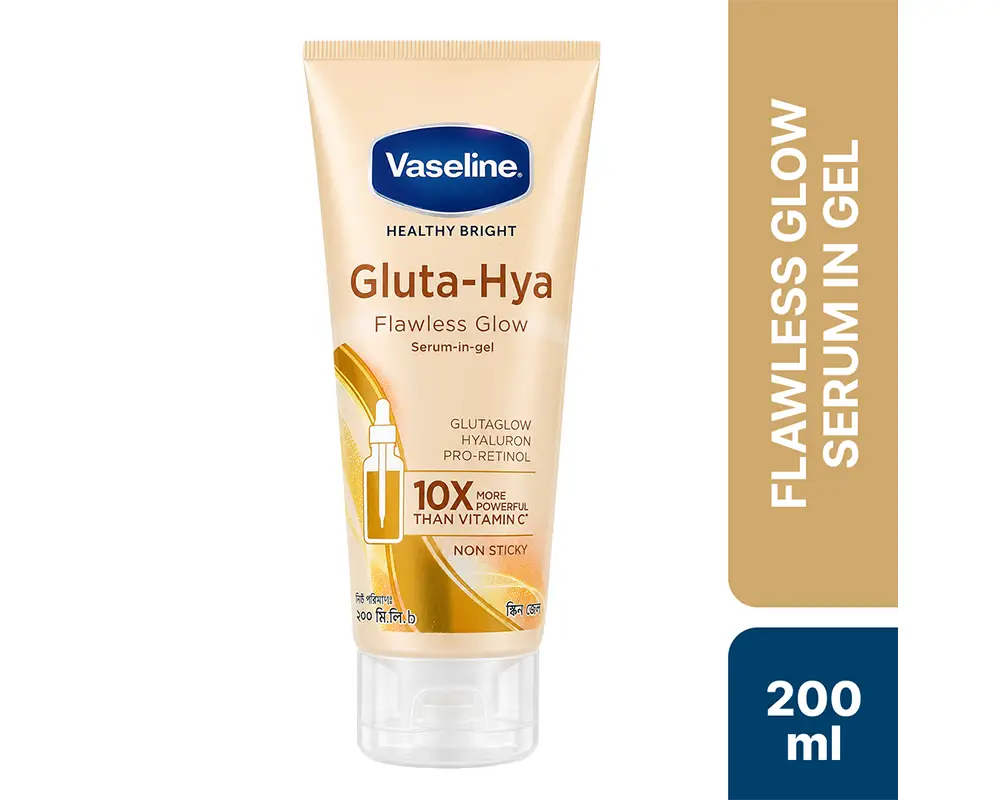 Vaseline®
HEALTHY BRIGHT
Gluta-Hya
Flawless Glow
Serum-in-gel
GLUTAGLOW
HYALURON
PRO-RETINOL
10X MORE
POWERFUL
THAN VITAMIN C*
NON STICKY
নিট পরিমাণঃ
২০০ মি.লি.b
স্কিন জেল
FLAWLESS GLOW
SERUM IN GEL
200
ml